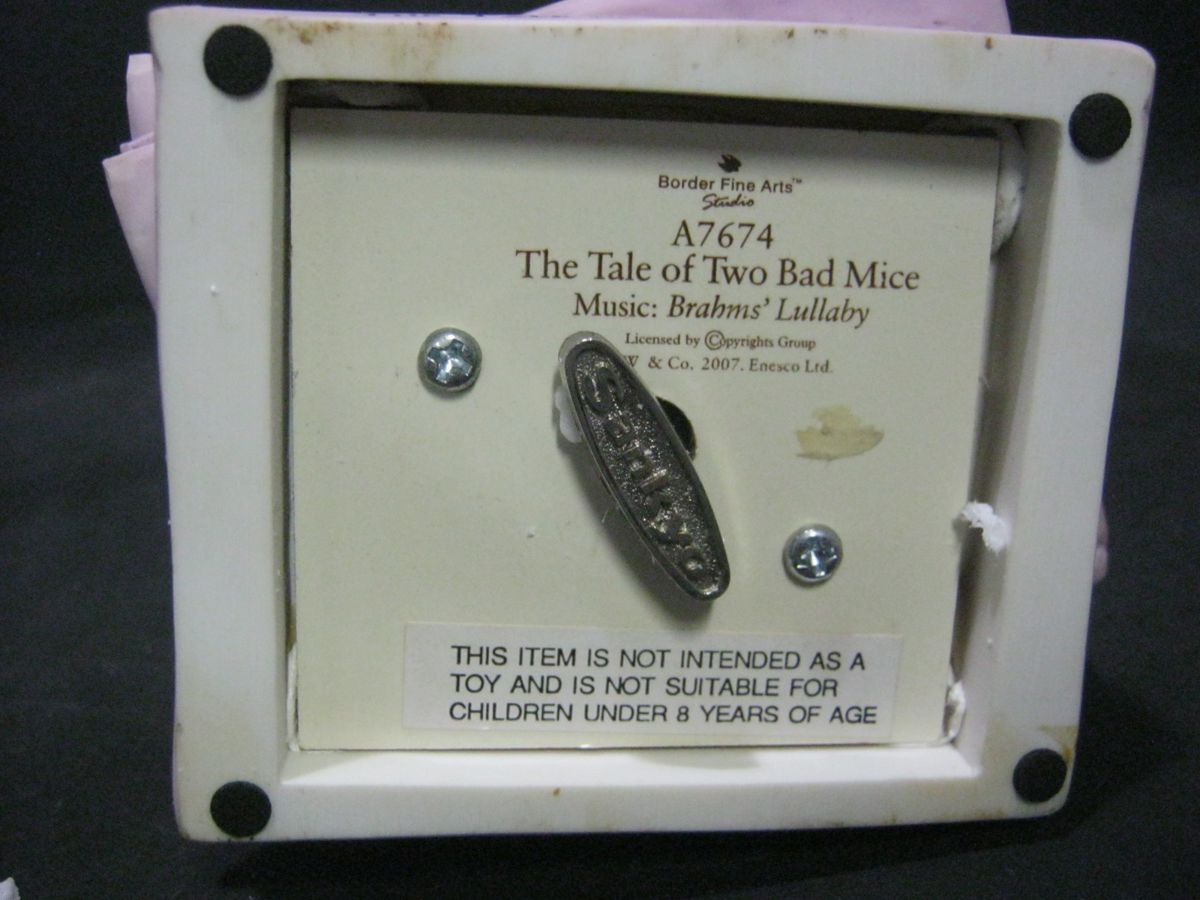 Border Fine Arts™
Studio
A7674
The Tale of Two Bad Mice
Music: Brahms' Lullaby
Licensed by ©opyrights Group
W & Co. 2007. Enesco Ltd.
Sankyo
THIS ITEM IS NOT INTENDED AS A
TOY AND IS NOT SUITABLE FOR
CHILDREN UNDER 8 YEARS OF AGE